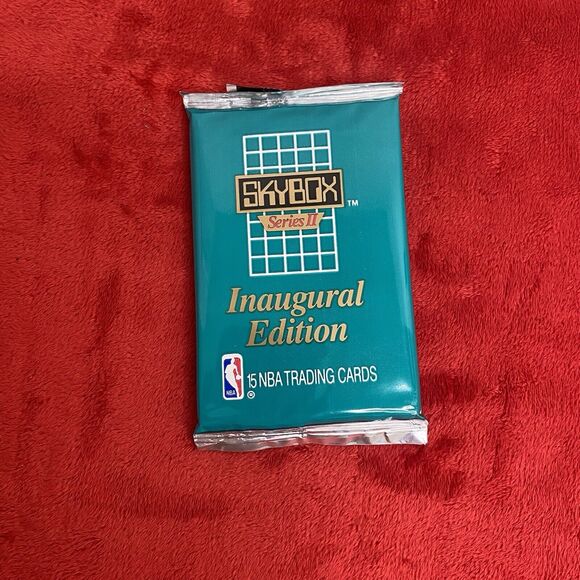 SKYBOX TM
Series II
Inaugural
Edition
NBA ® 15 NBA TRADING CARDS